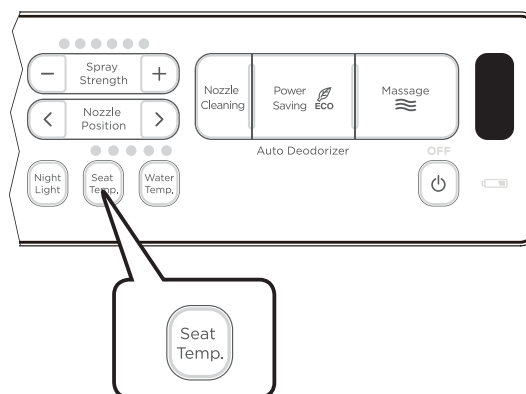 Spray
Strength
Nozzle
Position
Nozzle
Cleaning
Power
Saving ECO
Massage
Auto Deodorizer
OFF
Night
Light
Seat
Temp.
Water
Temp.
Seat
Temp.